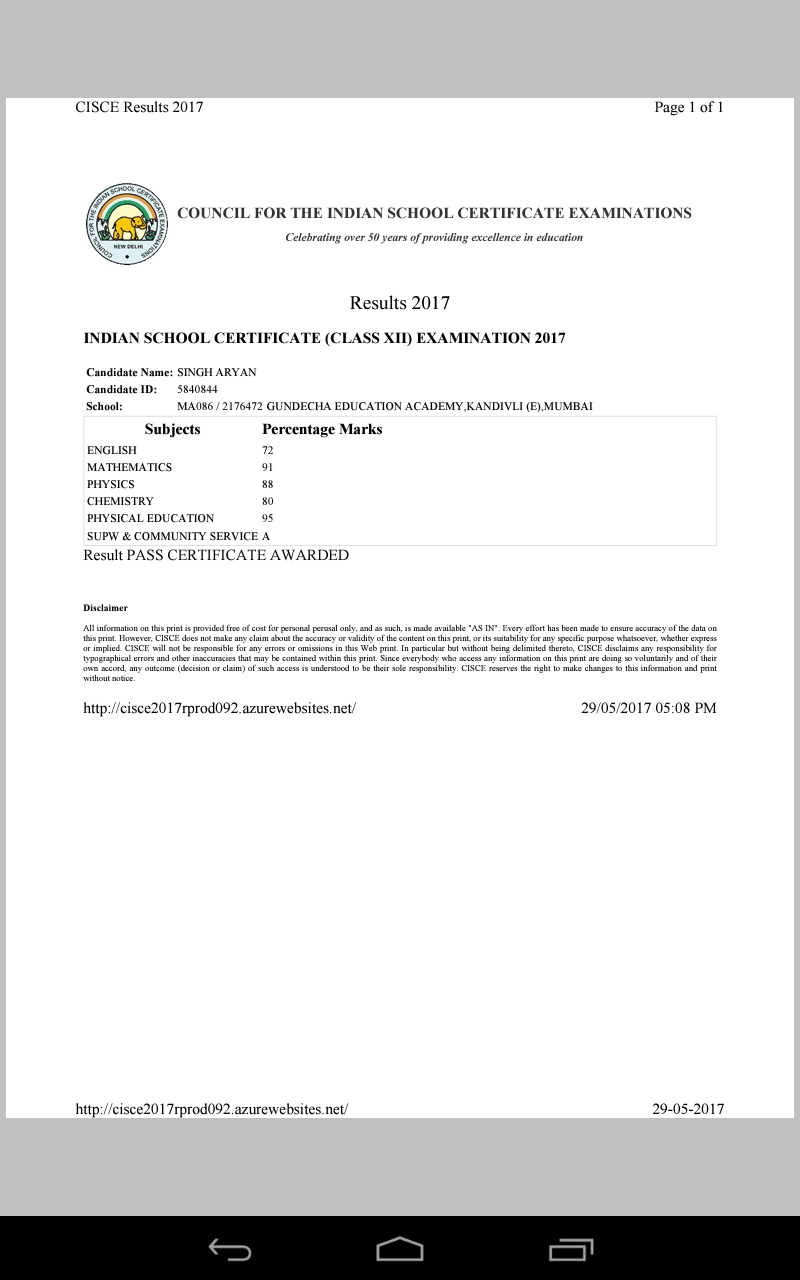 CISCE Results 2017 Page 1 of 1
COUNCIL FOR THE INDIAN SCHOOL CERTIFICATE EXAMINATIONS
NEW DELHI
COUNCIL FOR THE INDIAN SCHOOL CERTIFICATE EXAMINATIONS
Celebrating over 50 years of providing excellence in education
Results 2017
INDIAN SCHOOL CERTIFICATE (CLASS XII) EXAMINATION 2017
Candidate Name: SINGH ARYAN
Candidate ID: 5840844
School: MA086 / 2176472 GUNDECHA EDUCATION ACADEMY,KANDIVLI (E),MUMBAI
Subjects Percentage Marks
ENGLISH 72
MATHEMATICS 91
PHYSICS 88
CHEMISTRY 80
PHYSICAL EDUCATION 95
SUPW & COMMUNITY SERVICE A
Result PASS CERTIFICATE AWARDED
Disclaimer
All information on this print is provided free of cost for personal perusal only, and as such, is made available "AS IN". Every effort has been made to ensure accuracy of the data on
this print. However, CISCE does not make any claim about the accuracy or validity of the content on this print, or its suitability for any specific purpose whatsoever, whether express
or implied. CISCE will not be responsible for any errors or omissions in this Web print. In particular but without being delimited thereto, CISCE disclaims any responsibility for
typographical errors and other inaccuracies that may be contained within this print. Since everybody who access any information on this print are doing so voluntarily and of their
own accord, any outcome (decision or claim) of such access is understood to be their sole responsibility. CISCE reserves the right to make changes to this information and print
without notice.
http://cisce2017rprod092.azurewebsites.net/ 29/05/2017 05:08 PM
http://cisce2017rprod092.azurewebsites.net/ 29-05-2017